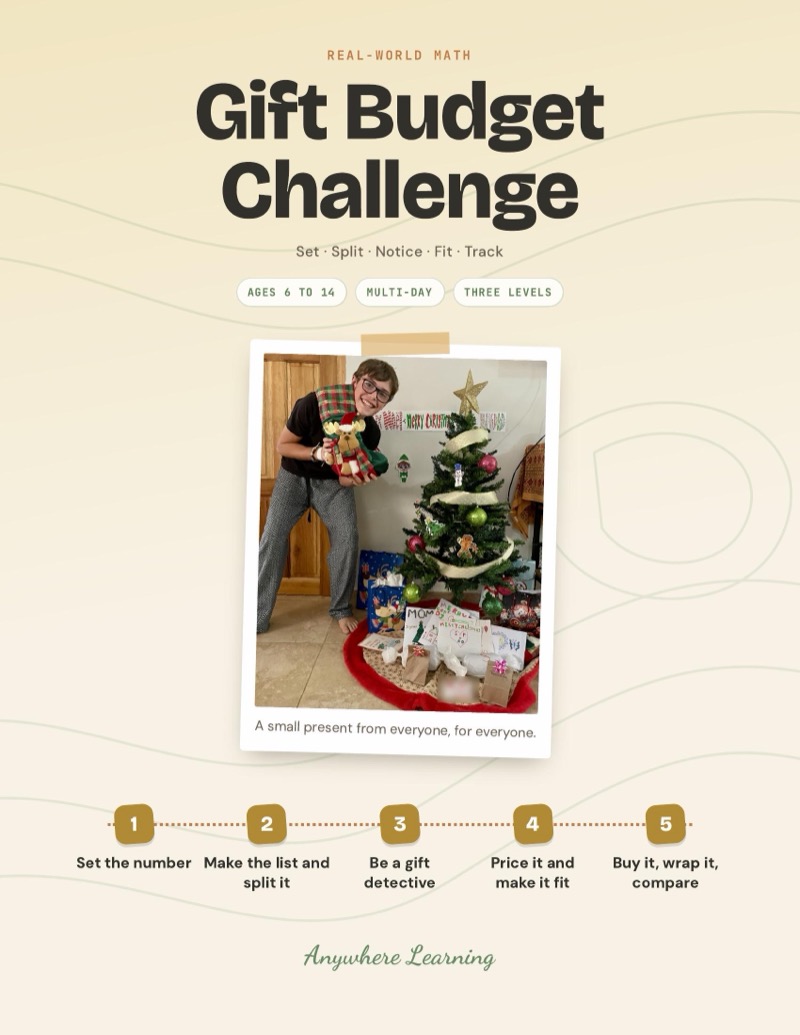 REAL-WORLD MATH
Gift Budget
Challenge
Set · Split · Notice · Fit · Track
AGES 6 TO 14
MULTI-DAY
THREE LEVELS
MERRY CHRISTMAS
MOM
A small present from everyone, for everyone.
1
2
3
4
5
Set the number
Make the list and
split it
Be a gift
detective
Price it and
make it fit
Buy it, wrap it,
compare
Anywhere Learning